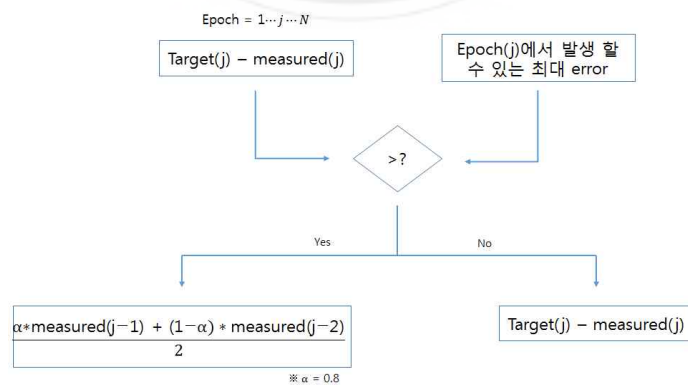 Epoch = 1⋯j⋯N
Target(j) − measured(j)
Epoch(j)에서 발생 할
수 있는 최대 error
>?
Yes
No
α∗measured(j−1) + (1−α) ∗ measured(j−2)
2
Target(j) − measured(j)
※ α = 0.8